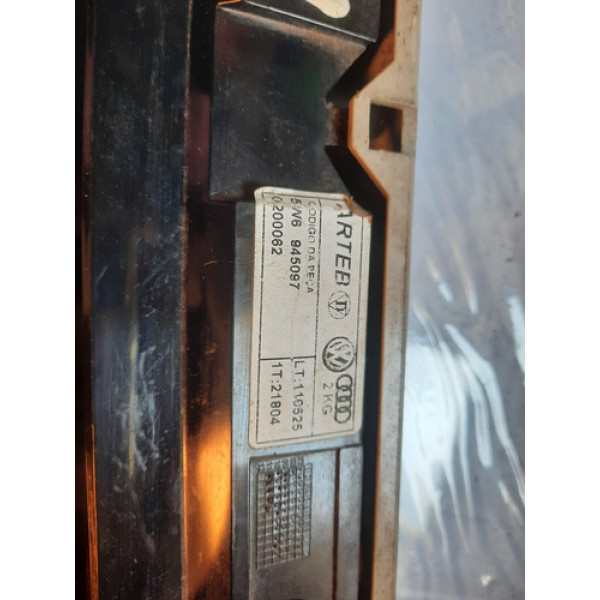 ARTEB
CODIGO DA PEÇA
5W6 945097
0200062
2 KG
LT:110525
1T:21804